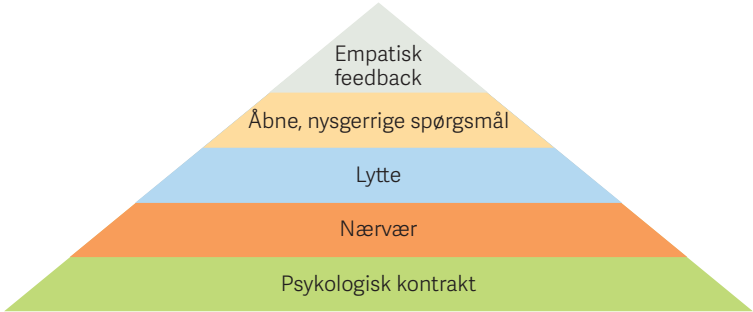 Empatisk
feedback
Åbne, nysgerrige spørgsmål
Lytte
Nærvær
Psykologisk kontrakt